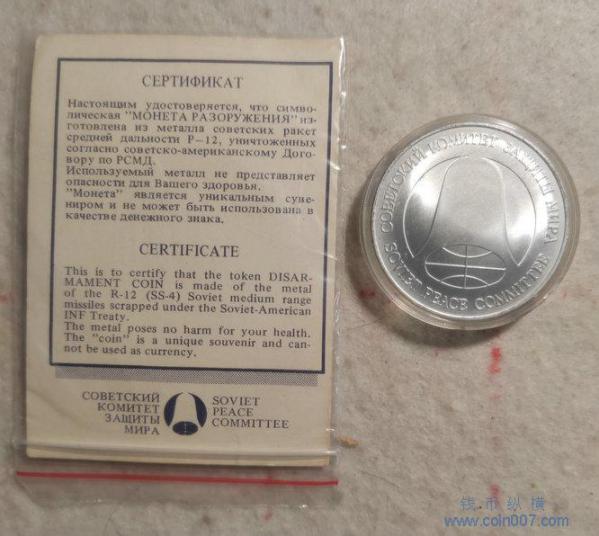 СЕРТИФИКАТ
Настоящим удостоверяется, что симво-
лическая "МОНЕТА РАЗОРУЖЕНИЯ" из-
готовлена из металла советских ракет
средней дальности Р—12, уничтоженных
согласно советско-американскому Дого-
вору по РСМД.
Используемый металл не представляет
опасности для Вашего здоровья.
"Монета" является уникальным суве-
ниром и не может быть использована в
качестве денежного знака.
CERTIFICATE
This is to certify that the token DISAR-
MAMENT COIN is made of the metal
of the R-12 (SS-4) Soviet medium range
missiles scrapped under the Soviet-American
INF Treaty.
The metal poses no harm for your health.
The "coin" is a unique souvenir and can-
not be used as currency.
СОВЕТСКИЙ
КОМИТЕТ
ЗАЩИТЫ
МИРА
SOVIET
PEACE
COMMITTEE
СОВЕТСКИЙ КОМИТЕТ ЗАЩИТЫ МИРА
SOVIET PEACE COMMITTEE
钱币纵横
www.coin007.com